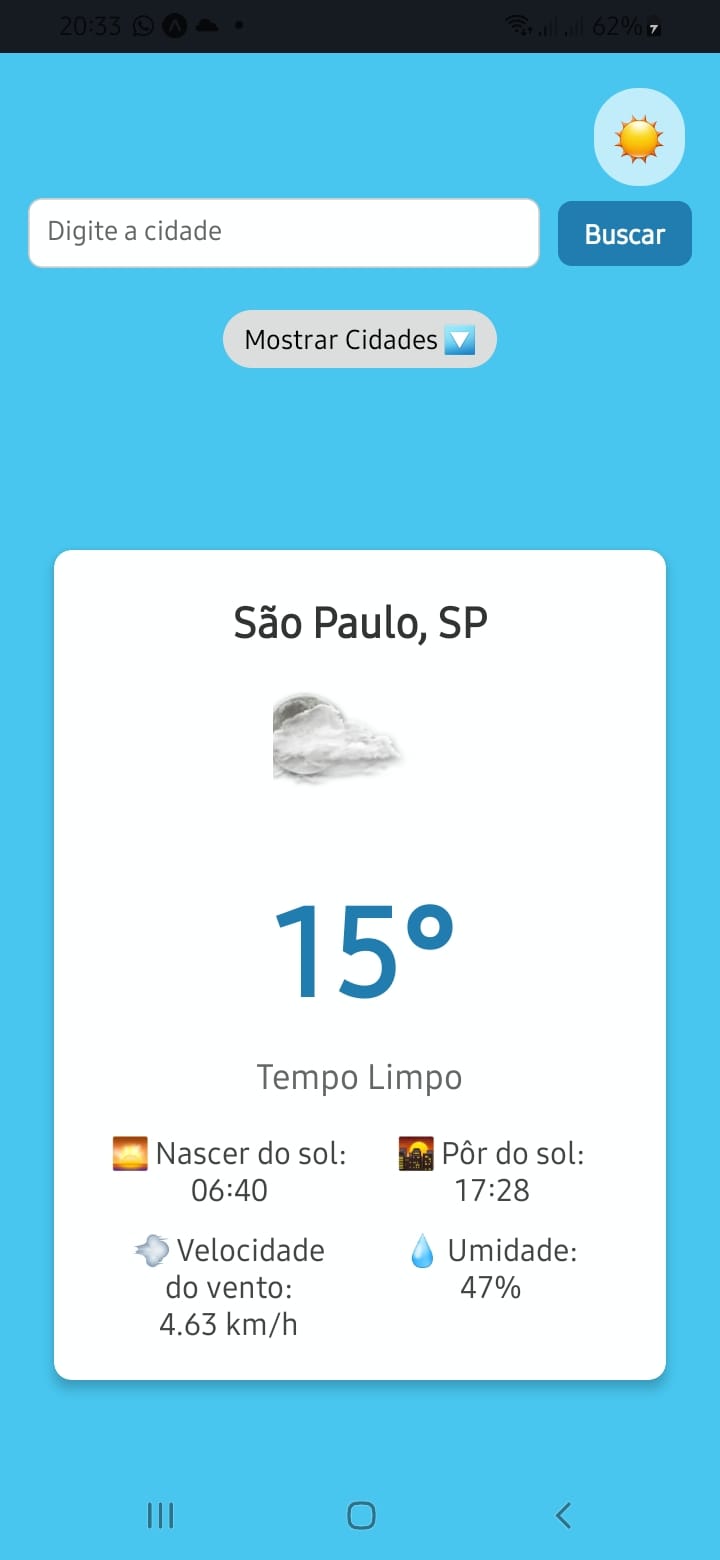 20:33
62%
Digite a cidade
Buscar
Mostrar Cidades
São Paulo, SP
15°
Tempo Limpo
Nascer do sol:
06:40
Pôr do sol:
17:28
Velocidade
do vento:
4.63 km/h
Umidade:
47%